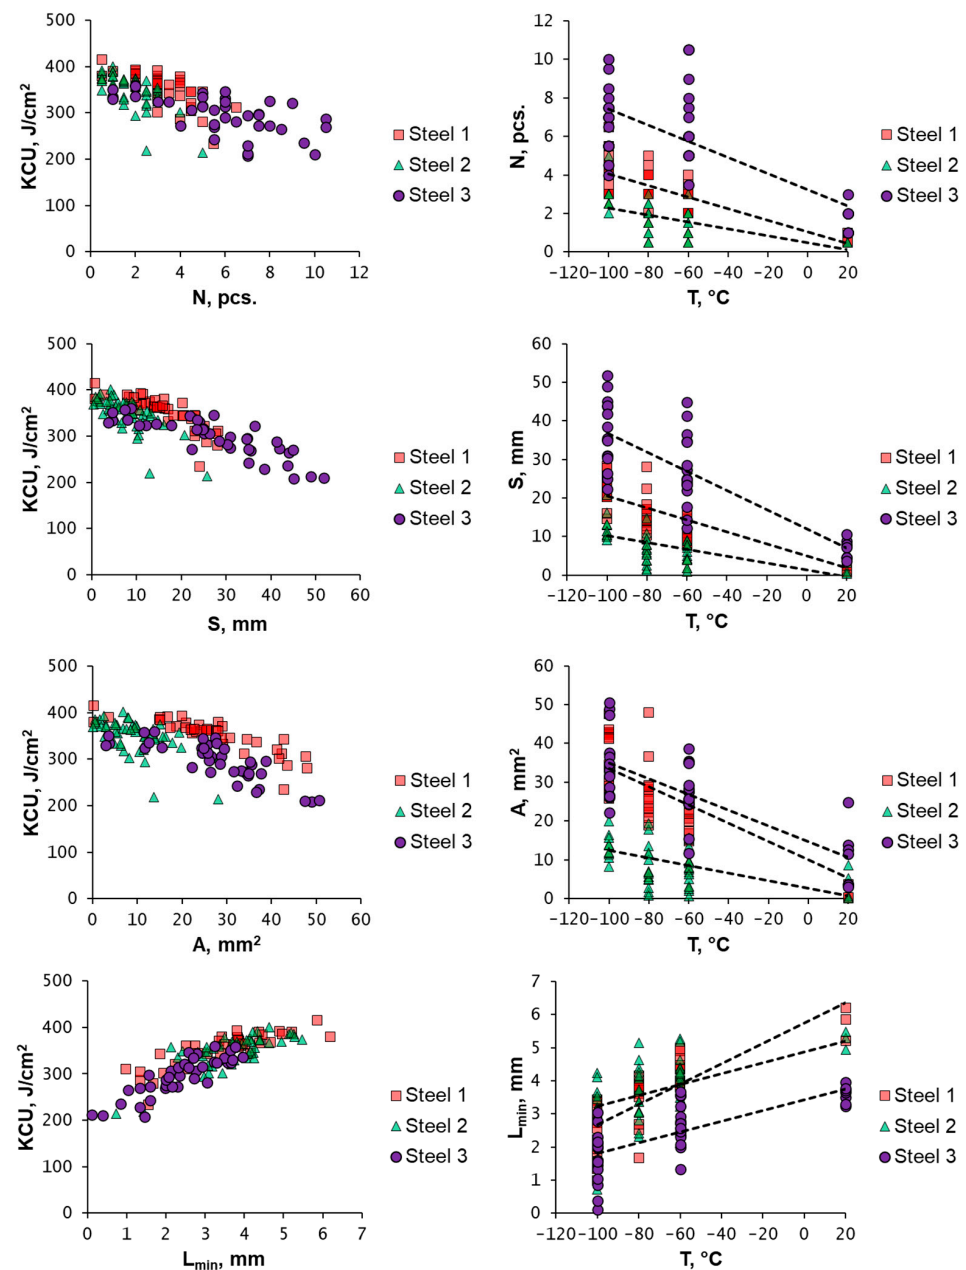 500
400
300
200
100
0
KCU, J/cm²
0 2 4 6 8 10 12
N, pcs.
Steel 1
Steel 2
Steel 3
12
10
8
6
4
2
0
N, pcs.
−120−100 −80 −60 −40 −20 0 20
T, °C
Steel 1
Steel 2
Steel 3
500
400
300
200
100
0
KCU, J/cm²
0 10 20 30 40 50 60
S, mm
Steel 1
Steel 2
Steel 3
60
50
40
30
20
10
0
S, mm
−120−100 −80 −60 −40 −20 0 20
T, °C
Steel 1
Steel 2
Steel 3
500
400
300
200
100
0
KCU, J/cm²
0 10 20 30 40 50 60
A, mm²
Steel 1
Steel 2
Steel 3
60
50
40
30
20
10
0
A, mm²
−120−100 −80 −60 −40 −20 0 20
T, °C
Steel 1
Steel 2
Steel 3
500
400
300
200
100
0
KCU, J/cm²
0 1 2 3 4 5 6 7
Lmin, mm
Steel 1
Steel 2
Steel 3
7
6
5
4
3
2
1
0
Lmin, mm
−120−100 −80 −60 −40 −20 0 20
T, °C
Steel 1
Steel 2
Steel 3